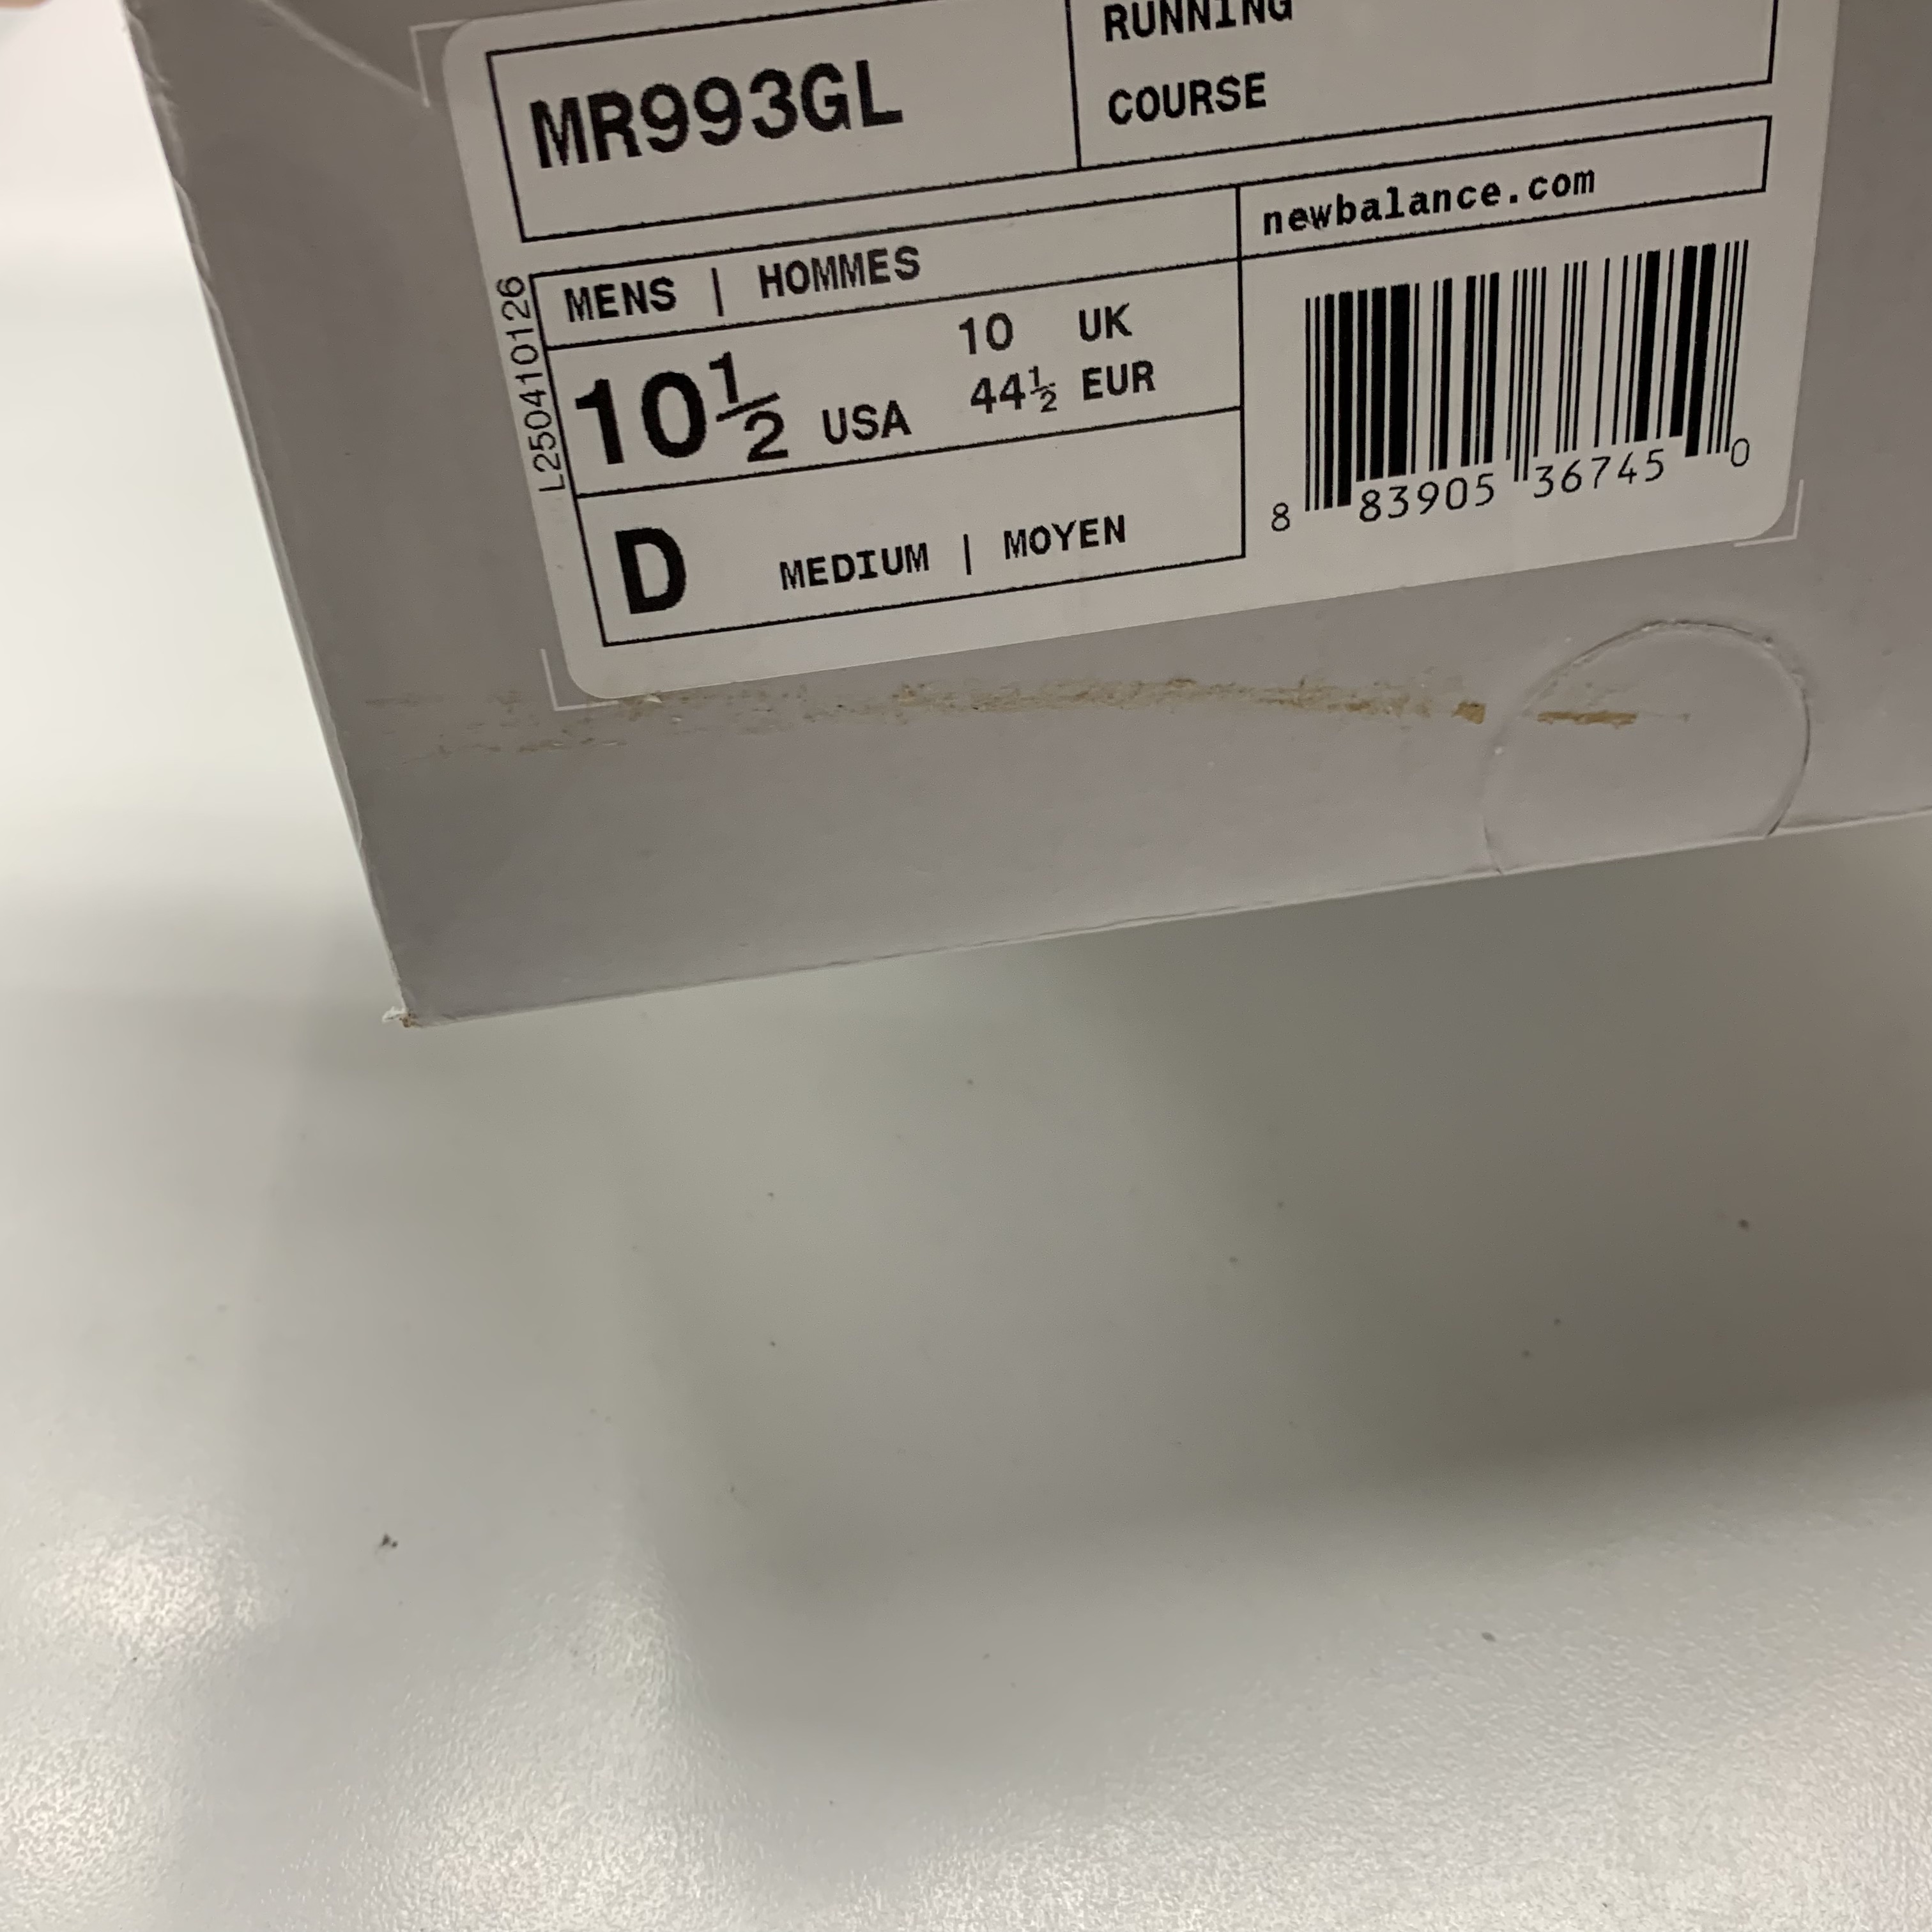 MR993GL
RUNNING
COURSE
newbalance.com
MENS | HOMMES
10½ USA
10 UK
44½ EUR
D MEDIUM | MOYEN
L250410126
8 83905 36745 0